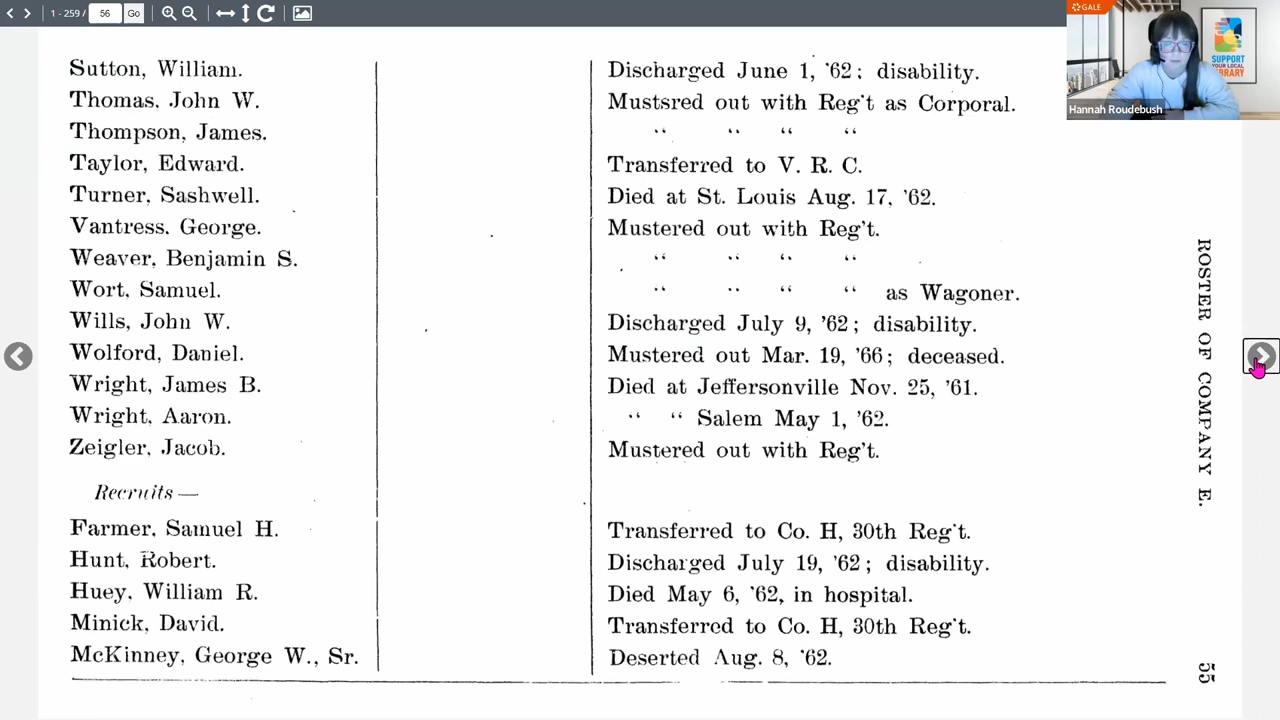 1 - 259 / 56 Go
GALE
SUPPORT
YOUR LOCAL
LIBRARY
Hannah Roudebush
Sutton, William. Discharged June 1, '62; disability.
Thomas, John W. Mustsred out with Reg't as Corporal.
Thompson, James. " " " "
Taylor, Edward. Transferred to V. R. C.
Turner, Sashwell. Died at St. Louis Aug. 17, '62.
Vantress, George. Mustered out with Reg't.
Weaver, Benjamin S. " " " "
Wort, Samuel. " " " " as Wagoner.
Wills, John W. Discharged July 9, '62; disability.
Wolford, Daniel. Mustered out Mar. 19, '66; deceased.
Wright, James B. Died at Jeffersonville Nov. 25, '61.
Wright, Aaron. " " Salem May 1, '62.
Zeigler, Jacob. Mustered out with Reg't.
Recruits—
Farmer, Samuel H. Transferred to Co. H, 30th Reg't.
Hunt, Robert. Discharged July 19, '62; disability.
Huey, William R. Died May 6, '62, in hospital.
Minick, David. Transferred to Co. H, 30th Reg't.
McKinney, George W., Sr. Deserted Aug. 8, '62.
ROSTER OF COMPANY E.
55